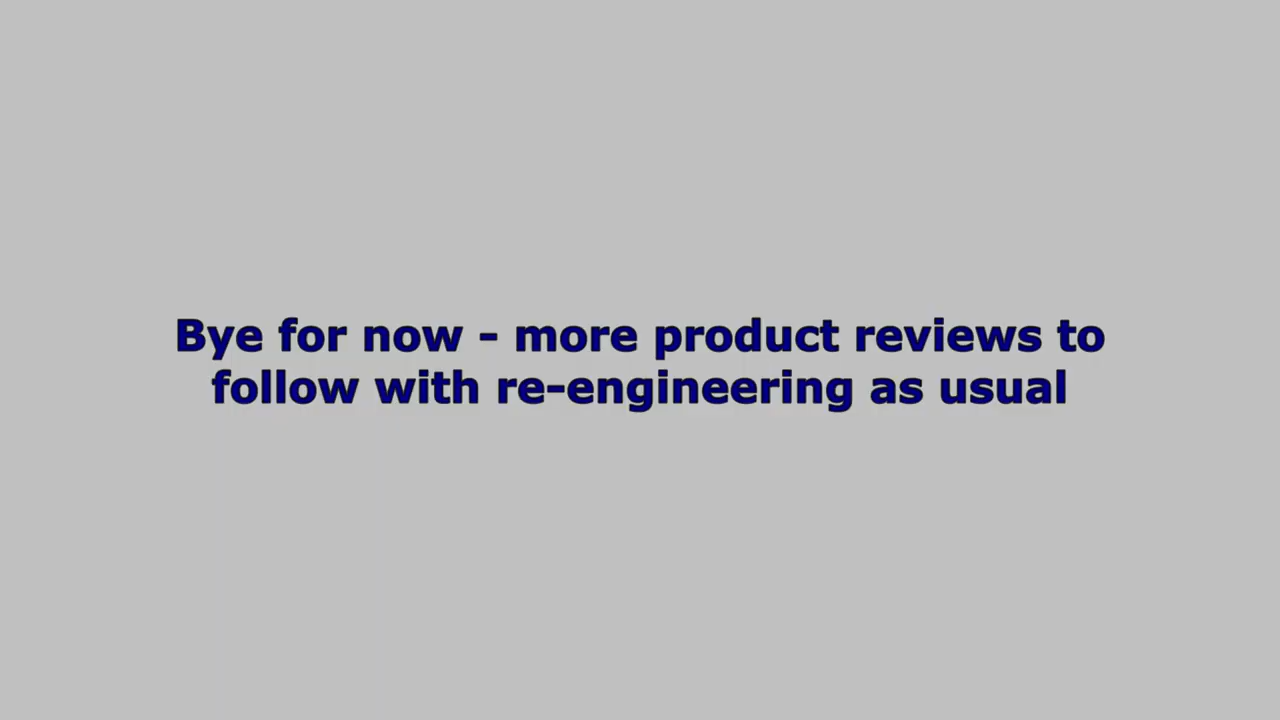 Bye for now - more product reviews to
follow with re-engineering as usual